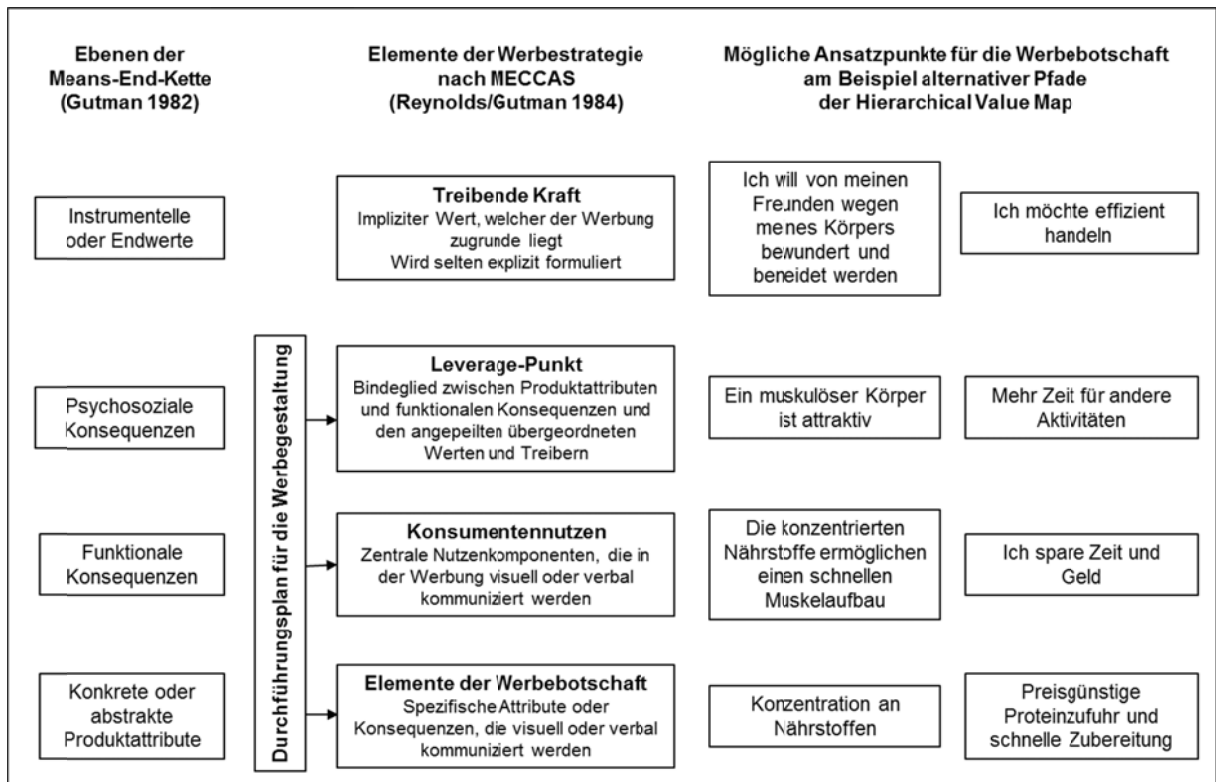 Ebenen der
Means-End-Kette
(Gutman 1982)
Elemente der Werbestrategie
nach MECCAS
(Reynolds/Gutman 1984)
Mögliche Ansatzpunkte für die Werbebotschaft
am Beispiel alternativer Pfade
der Hierarchical Value Map
Instrumentelle
oder Endwerte
Treibende Kraft
Impliziter Wert, welcher der Werbung
zugrunde liegt
Wird selten explizit formuliert
Ich will von meinen
Freunden wegen
meines Körpers
bewundert und
beneidet werden
Ich möchte effizient
handeln
Durchführungsplan für die Werbegestaltung
Psychosoziale
Konsequenzen
Leverage-Punkt
Bindeglied zwischen Produktattributen
und funktionalen Konsequenzen und
den angepeilten übergeordneten
Werten und Treibern
Ein muskulöser Körper
ist attraktiv
Mehr Zeit für andere
Aktivitäten
Funktionale
Konsequenzen
Konsumentennutzen
Zentrale Nutzenkomponenten, die in
der Werbung visuell oder verbal
kommuniziert werden
Die konzentrierten
Nährstoffe ermöglichen
einen schnellen
Muskelaufbau
Ich spare Zeit und
Geld
Konkrete oder
abstrakte
Produktattribute
Elemente der Werbebotschaft
Spezifische Attribute oder
Konsequenzen, die visuell oder verbal
kommuniziert werden
Konzentration an
Nährstoffen
Preisgünstige
Proteinzufuhr und
schnelle Zubereitung